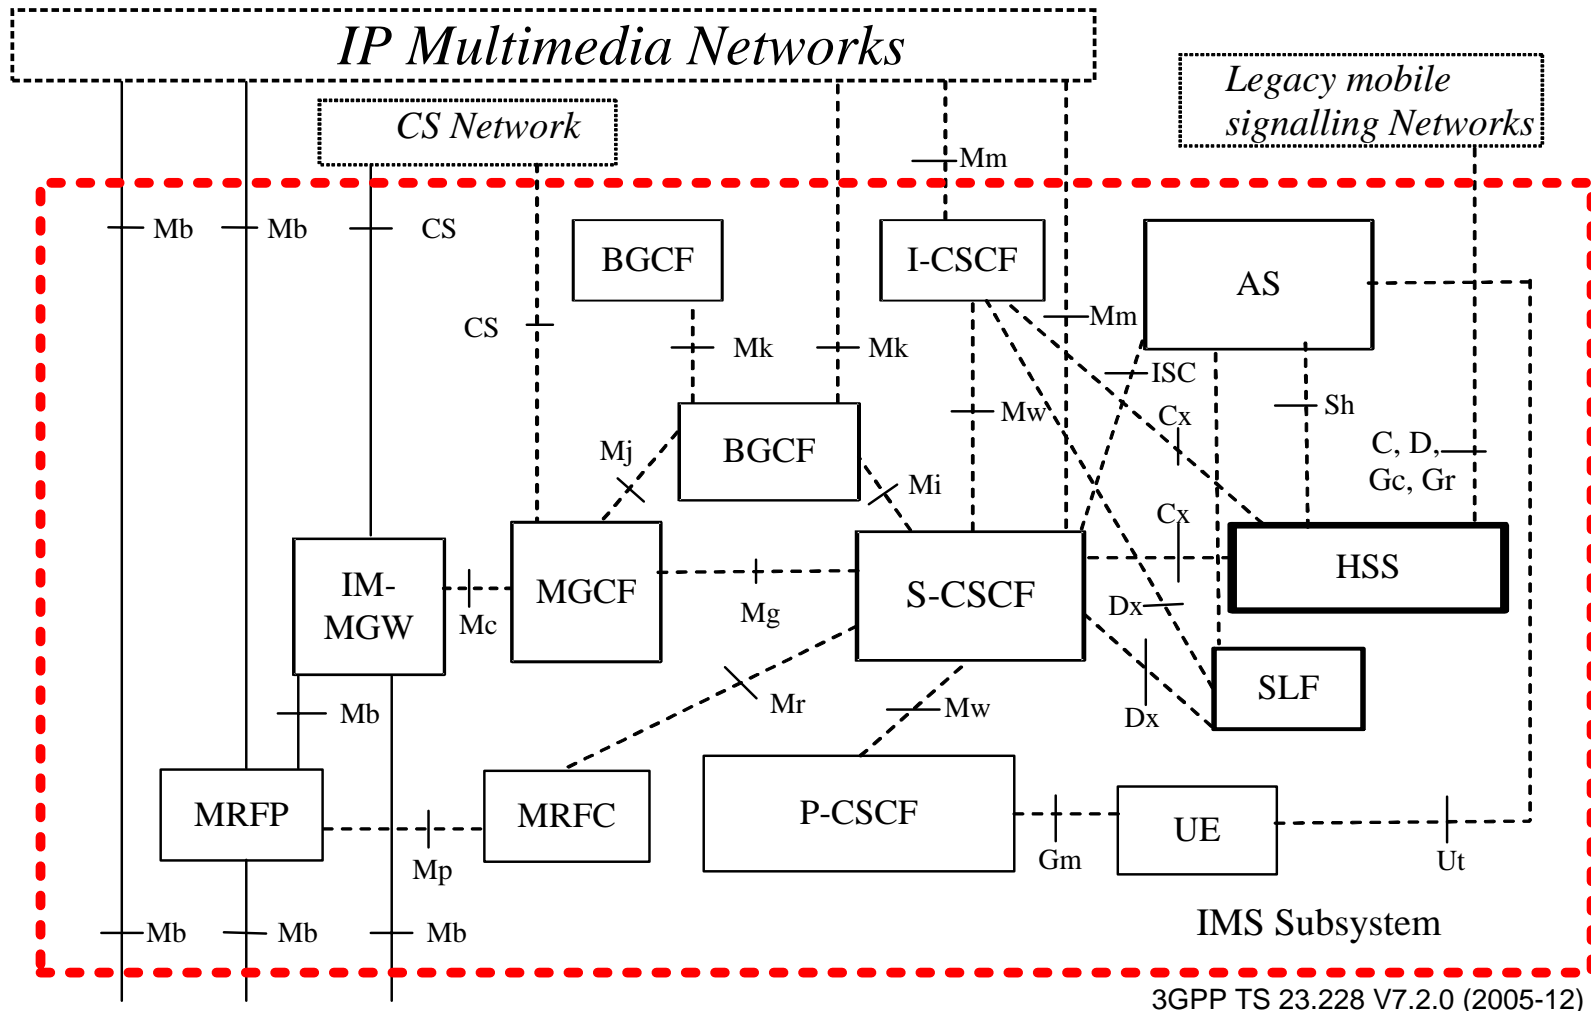 IP Multimedia Networks
Legacy mobile
signalling Networks
CS Network
Mm
Mb
Mb
CS
BGCF
I-CSCF
AS
CS
Mk
Mk
Mm
ISC
Mw
Cx
Sh
Mj
BGCF
Mi
C, D,
Gc, Gr
Cx
IM-
MGW
Mc
MGCF
Mg
S-CSCF
HSS
Dx
Mb
Mr
Mw
Dx
SLF
MRFP
Mp
MRFC
P-CSCF
Gm
UE
Ut
Mb
Mb
Mb
IMS Subsystem
3GPP TS 23.228 V7.2.0 (2005-12)